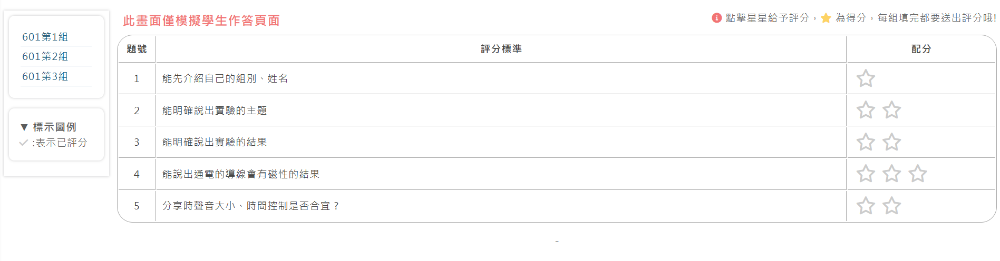 此畫面僅模擬學生作答頁面
點擊星星給予評分，為得分，每組填完都要送出評分哦!
601第1組
601第2組
601第3組
▼ 標示圖例
:表示已評分
題號 評分標準 配分
1 能先介紹自己的組別、姓名
2 能明確說出實驗的主題
3 能明確說出實驗的結果
4 能說出通電的導線會有磁性的結果
5 分享時聲音大小、時間控制是否合宜？
-